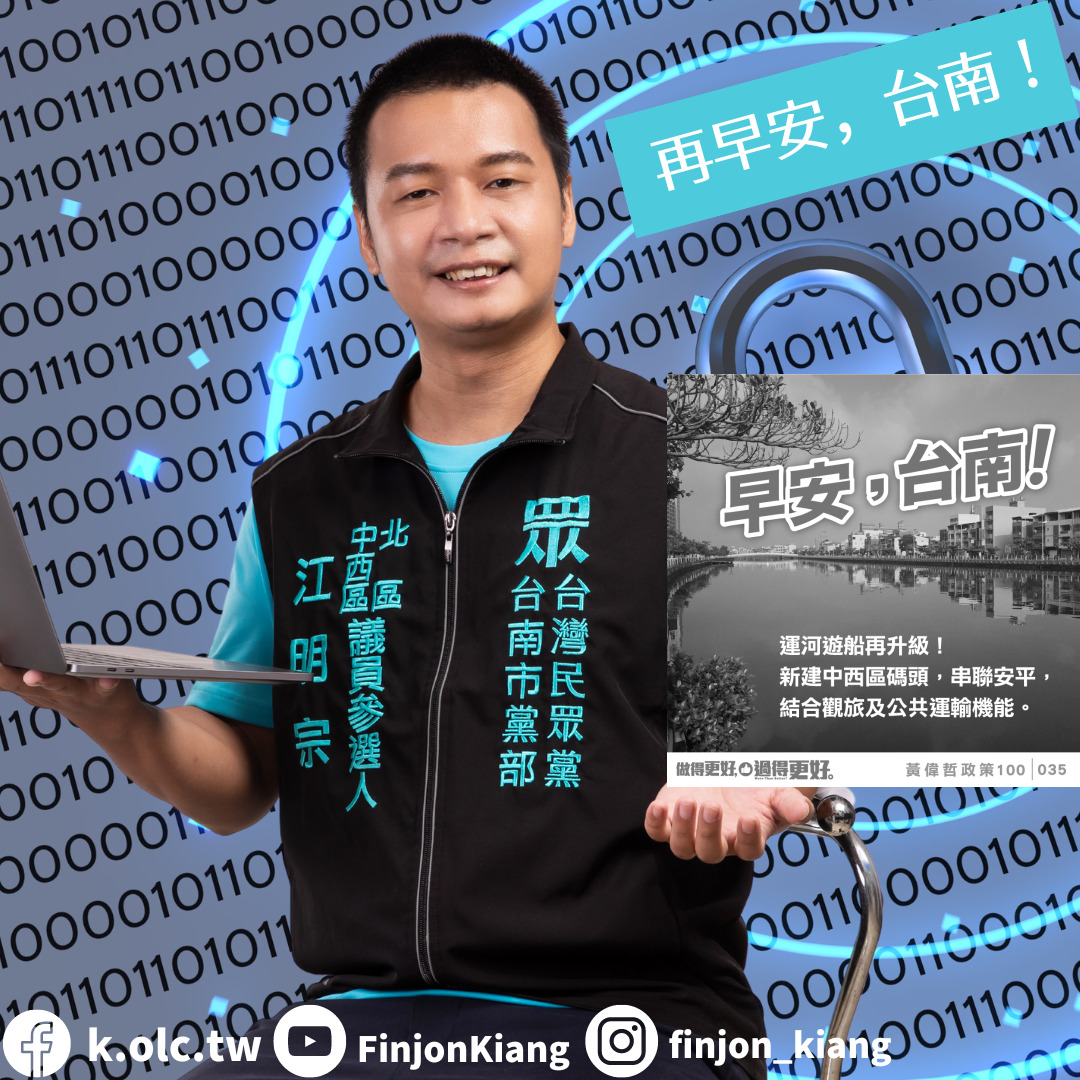 再早安，台南！
早安，台南！
運河遊船再升級！
新建中西區碼頭，串聯安平，
結合觀旅及公共運輸機能。
做得更好，過得更好。
黃偉哲政策100｜035
北區
中西區
議員參選人
江明宗
眾
台灣民眾黨
台南市黨部
k.olc.tw
FinjonKiang
finjon_kiang